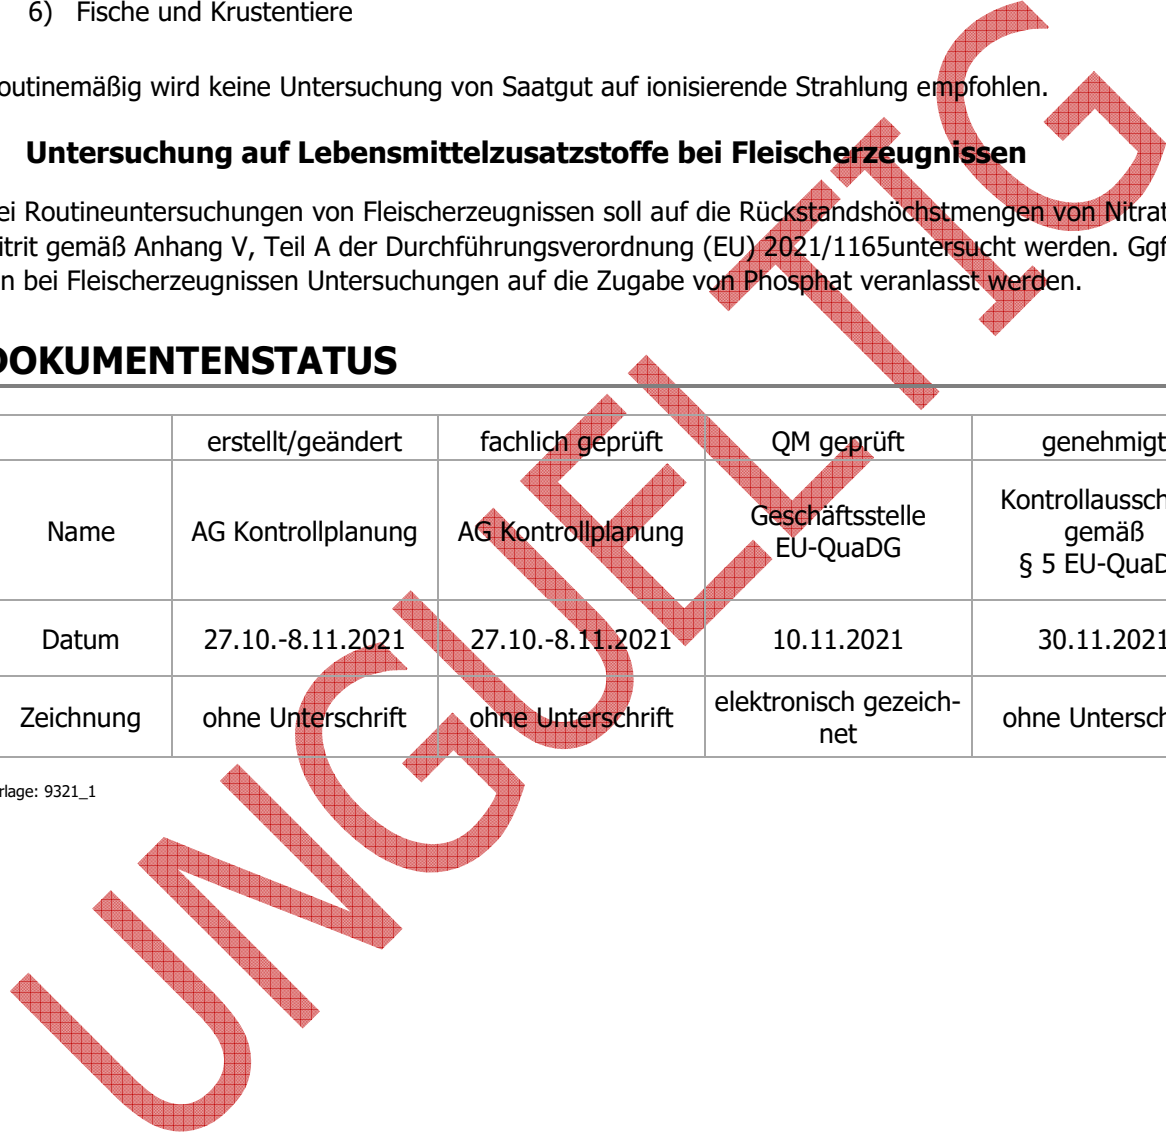 6) Fische und Krustentiere
outinemäßig wird keine Untersuchung von Saatgut auf ionisierende Strahlung empfohlen.
Untersuchung auf Lebensmittelzusatzstoffe bei Fleischerzeugnissen
ei Routineuntersuchungen von Fleischerzeugnissen soll auf die Rückstandshöchstmengen von Nitrat
itrit gemäß Anhang V, Teil A der Durchführungsverordnung (EU) 2021/1165untersucht werden. Ggf
n bei Fleischerzeugnissen Untersuchungen auf die Zugabe von Phosphat veranlasst werden.
DOKUMENTENSTATUS
erstellt/geändert fachlich geprüft QM geprüft genehmigt
Name AG Kontrollplanung AG Kontrollplanung Geschäftsstelle EU-QuaDG Kontrollaussch gemäß § 5 EU-QuaD
Datum 27.10.-8.11.2021 27.10.-8.11.2021 10.11.2021 30.11.2021
Zeichnung ohne Unterschrift ohne Unterschrift elektronisch gezeich- net ohne Untersch
rlage: 9321_1
UNGUELTIG